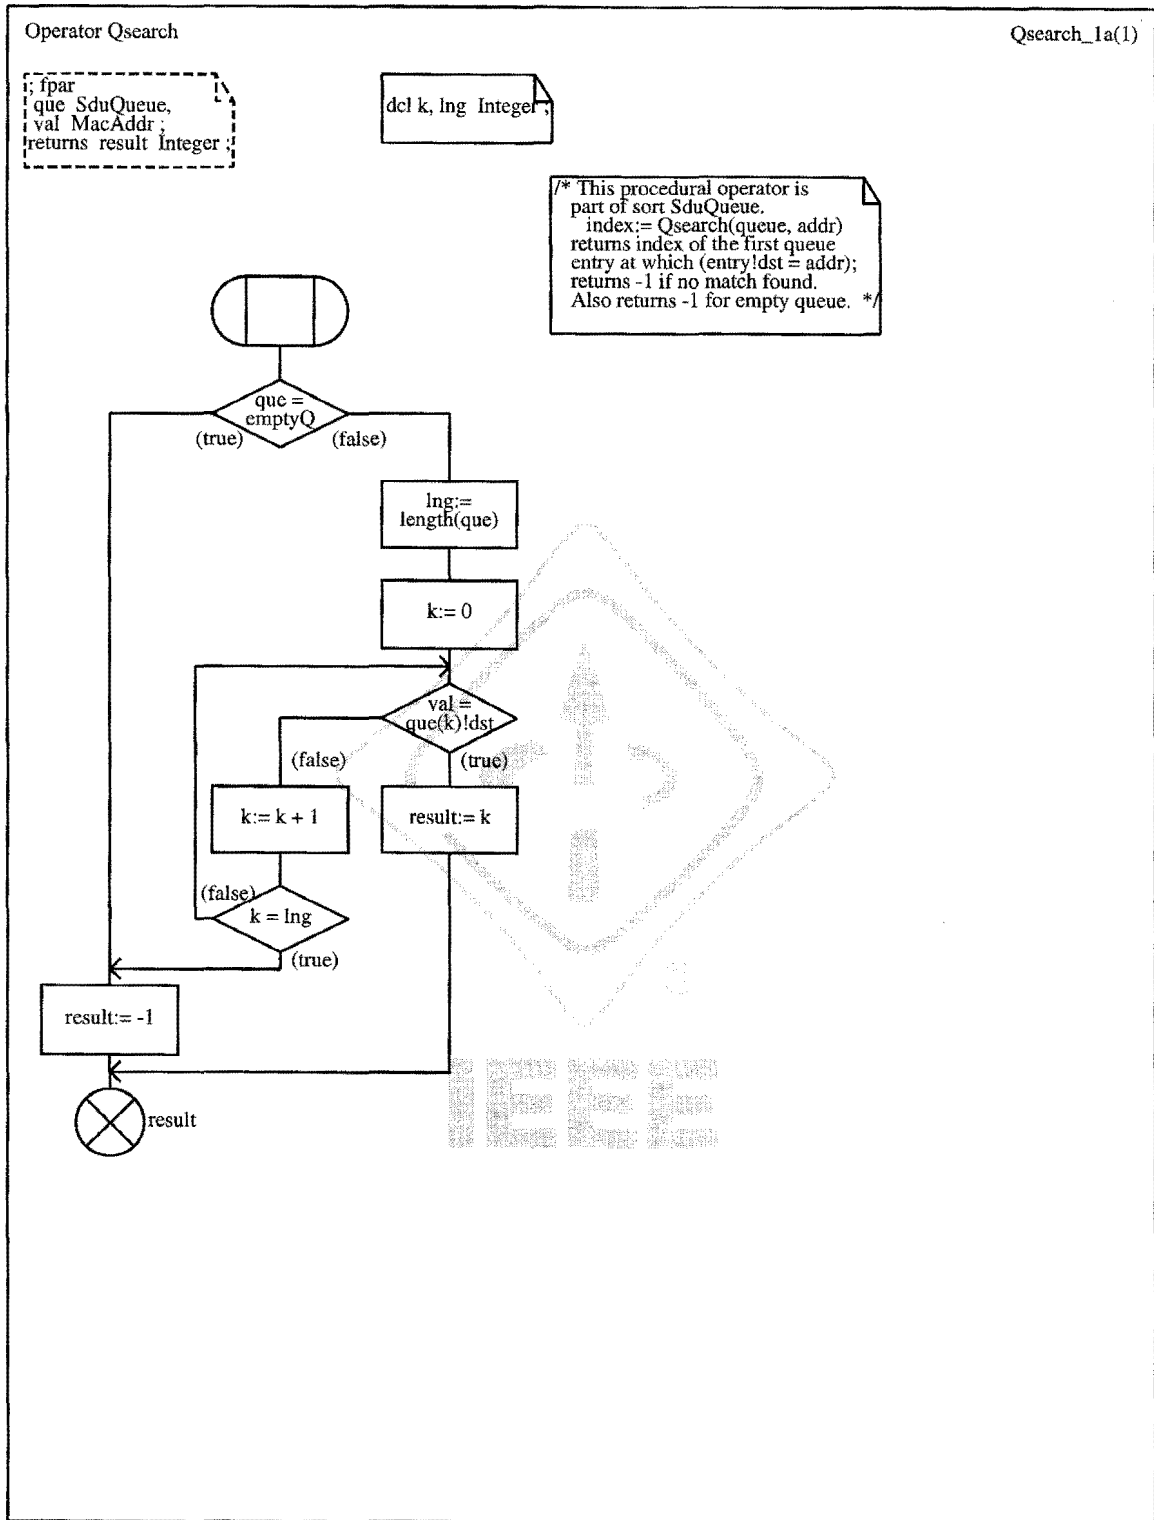 Operator Qsearch
Qsearch_1a(1)
; fpar
que SduQueue,
val MacAddr ;
returns result Integer ;
dcl k, lng Integer ;
/* This procedural operator is
part of sort SduQueue.
index:= Qsearch(queue, addr)
returns index of the first queue
entry at which (entry!dst = addr);
returns -1 if no match found.
Also returns -1 for empty queue. */
que =
emptyQ
(true)
(false)
lng:=
length(que)
k:= 0
val =
que(k)!dst
(false)
(true)
k:= k + 1
result:= k
(false)
k = lng
(true)
result:= -1
result
IEEE
®